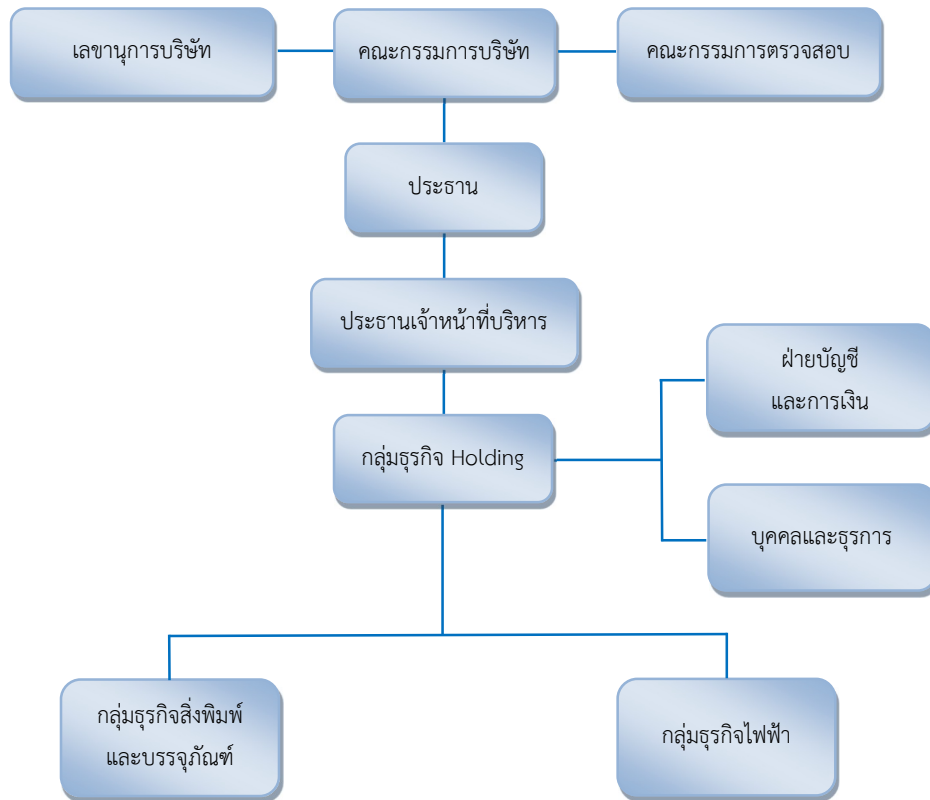 เลขานุการบริษัท
คณะกรรมการบริษัท
คณะกรรมการตรวจสอบ
ประธาน
ประธานเจ้าหน้าที่บริหาร
ฝ่ายบัญชี
และการเงิน
กลุ่มธุรกิจ Holding
บุคคลและธุรการ
กลุ่มธุรกิจสิ่งพิมพ์
และบรรจุภัณฑ์
กลุ่มธุรกิจไฟฟ้า